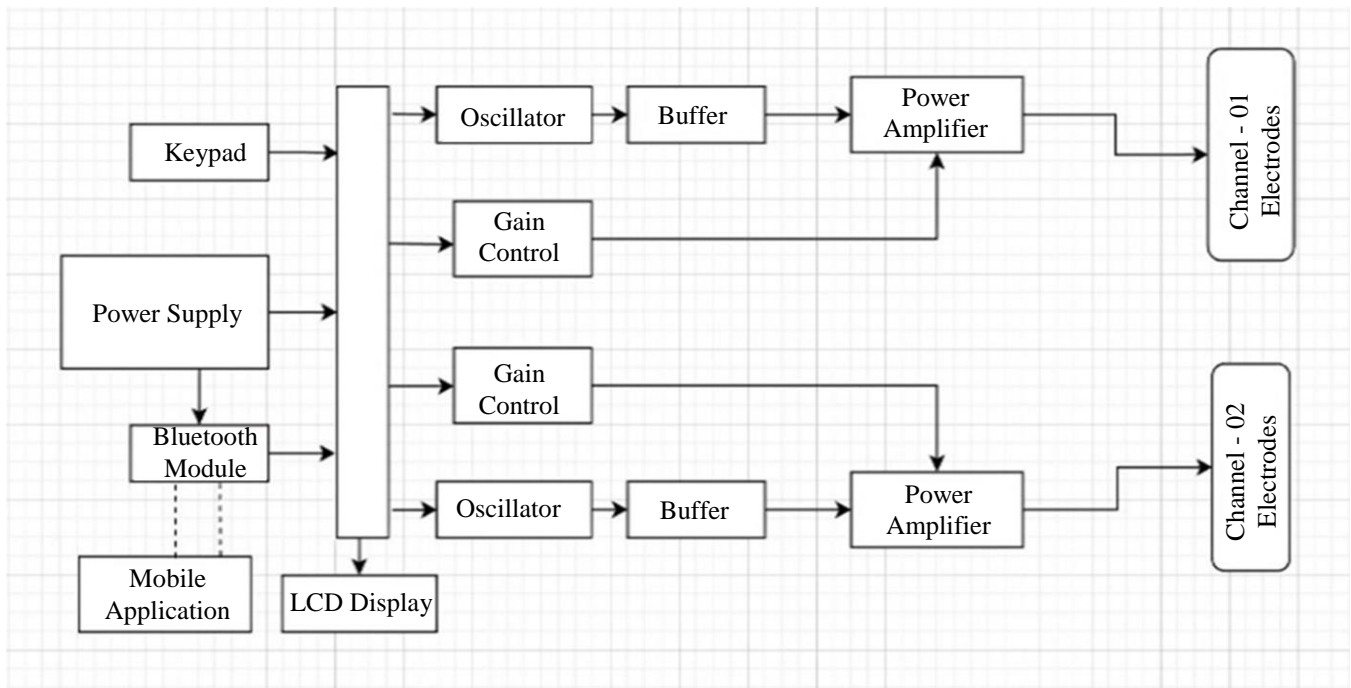 Oscillator
Buffer
Power
Amplifier
Channel - 01
Electrodes
Keypad
Gain
Control
Power Supply
Gain
Control
Bluetooth
Module
Oscillator
Buffer
Power
Amplifier
Channel - 02
Electrodes
Mobile
Application
LCD Display